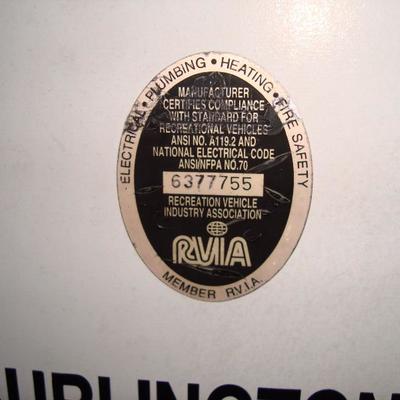 ELECTRICAL • PLUMBING • HEATING • FIRE SAFETY
MANUFACTURER
CERTIFIES COMPLIANCE
WITH STANDARD FOR
RECREATIONAL VEHICLES
ANSI NO. A119.2 AND
NATIONAL ELECTRICAL CODE
ANSI/NFPA NO.70
6377755
RECREATION VEHICLE
INDUSTRY ASSOCIATION
RVIA
MEMBER R.V.I.A.